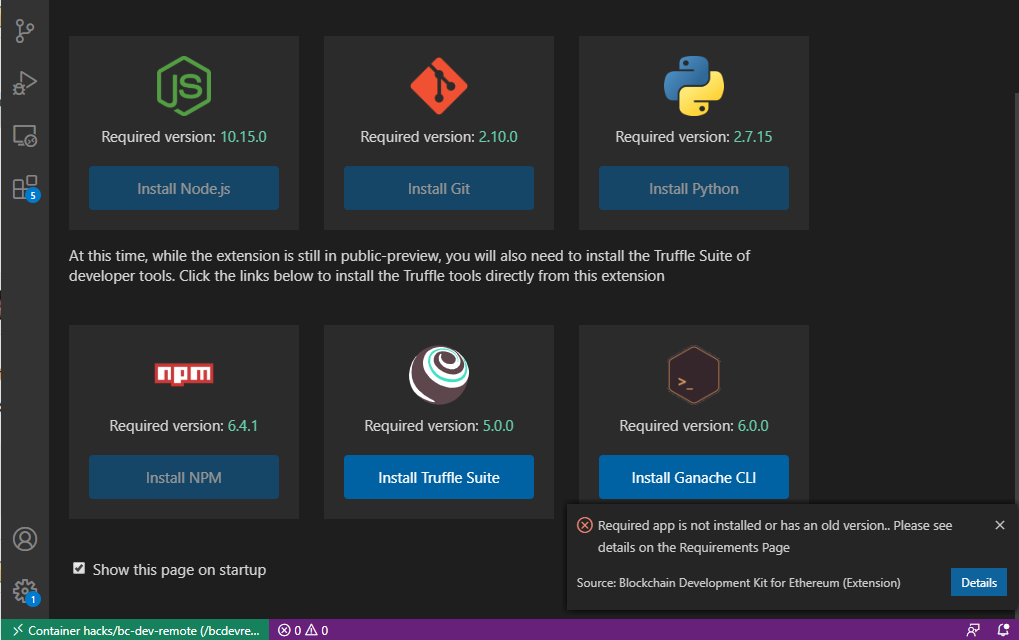 JS
Required version: 10.15.0
Required version: 2.10.0
Required version: 2.7.15
Install Node.js
Install Git
Install Python
5
At this time, while the extension is still in public-preview, you will also need to install the Truffle Suite of
developer tools. Click the links below to install the Truffle tools directly from this extension
npm
>_
Required version: 6.4.1
Required version: 5.0.0
Required version: 6.0.0
Install NPM
Install Truffle Suite
Install Ganache CLI
Required app is not installed or has an old version.. Please see
details on the Requirements Page
Show this page on startup
Source: Blockchain Development Kit for Ethereum (Extension)
Details
1
Container hacks/bc-dev-remote (/bcdevre...
0
0